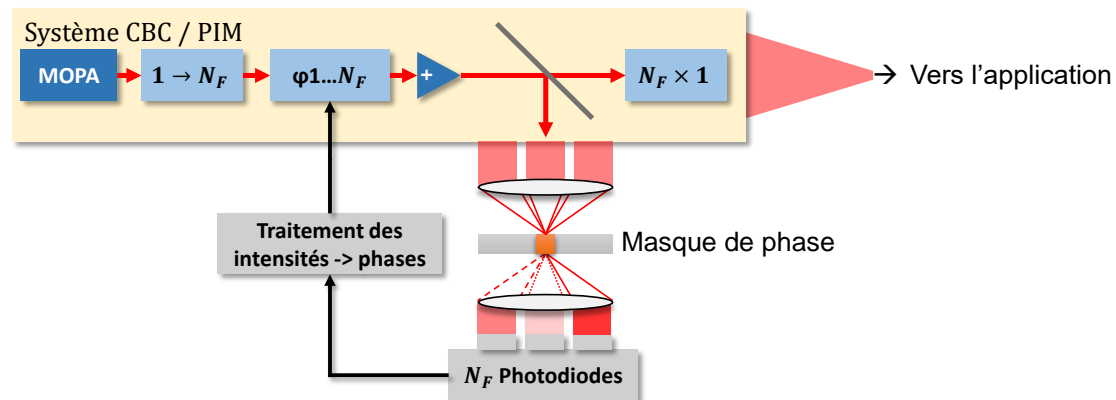 Système CBC / PIM
MOPA
1 → N_F
φ1…N_F
+
N_F × 1
→ Vers l'application
Traitement des
intensités -> phases
Masque de phase
N_F Photodiodes